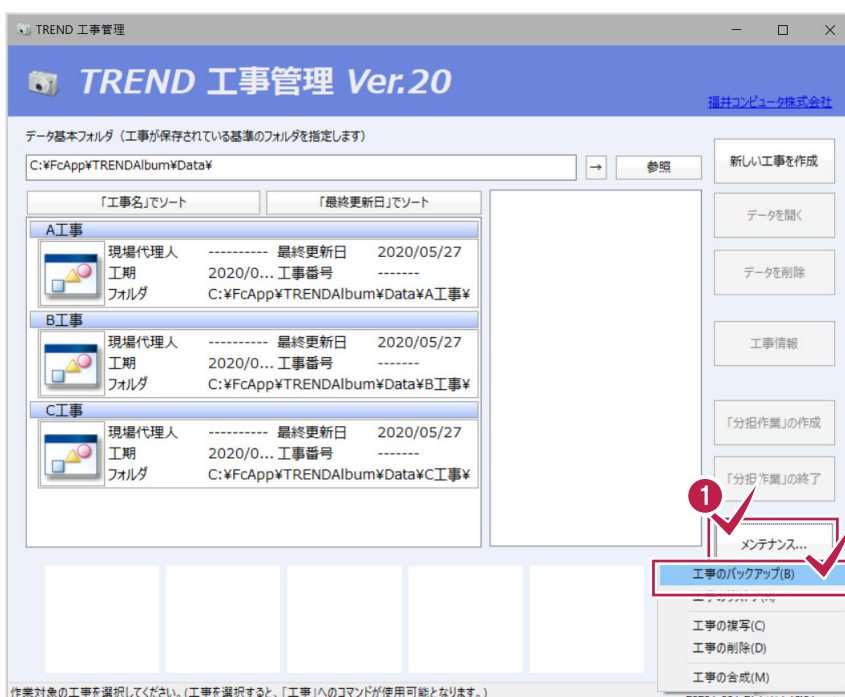 TREND 工事管理
TREND 工事管理 Ver.20
福井コンピュータ株式会社
データ基本フォルダ（工事が保存されている基準のフォルダを指定します）
C:¥FcApp¥TRENDAlbum¥Data¥
→
参照
新しい工事を作成
「工事名」でソート
「最終更新日」でソート
データを開く
A工事
現場代理人 ---------- 最終更新日 2020/05/27
工期 2020/0... 工事番号 -------
フォルダ C:¥FcApp¥TRENDAlbum¥Data¥A工事¥
データを削除
B工事
現場代理人 ---------- 最終更新日 2020/05/27
工期 2020/0... 工事番号 -------
フォルダ C:¥FcApp¥TRENDAlbum¥Data¥B工事¥
工事情報
C工事
現場代理人 ---------- 最終更新日 2020/05/27
工期 2020/0... 工事番号 -------
フォルダ C:¥FcApp¥TRENDAlbum¥Data¥C工事¥
「分担作業」の作成
「分担作業」の終了
1
メンテナンス...
工事のバックアップ(B)
工事の複写(C)
工事の削除(D)
工事の合成(M)
作業対象の工事を選択してください。(工事を選択すると、「工事」へのコマンドが使用可能となります。)